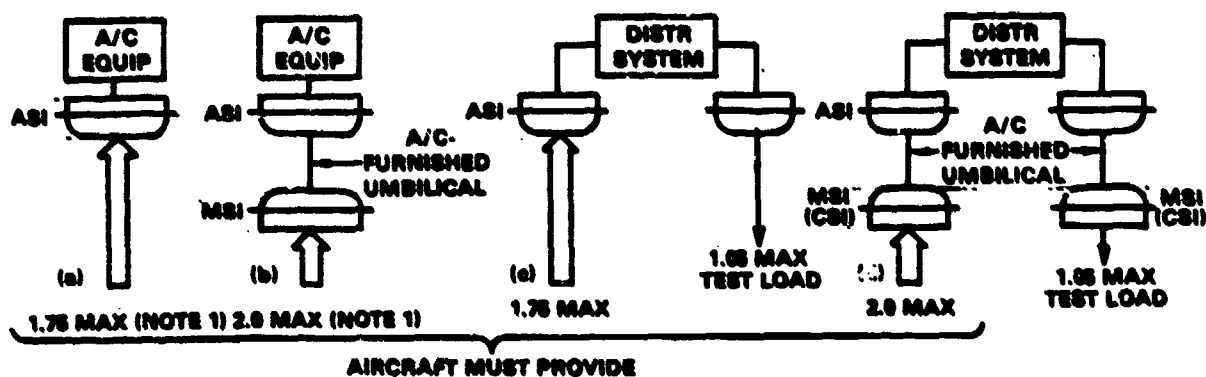 A/C
EQUIP
ASI
(a)
1.75 MAX (NOTE 1)
A/C
EQUIP
ASI
A/C-
FURNISHED
UMBILICAL
MSI
(b)
2.0 MAX (NOTE 1)
DISTR
SYSTEM
ASI
(c)
1.75 MAX
1.05 MAX
TEST LOAD
DISTR
SYSTEM
ASI
A/C
FURNISHED
UMBILICAL
MSI
(CSI)
MSI
(CSI)
2.0 MAX
1.05 MAX
TEST LOAD
AIRCRAFT MUST PROVIDE